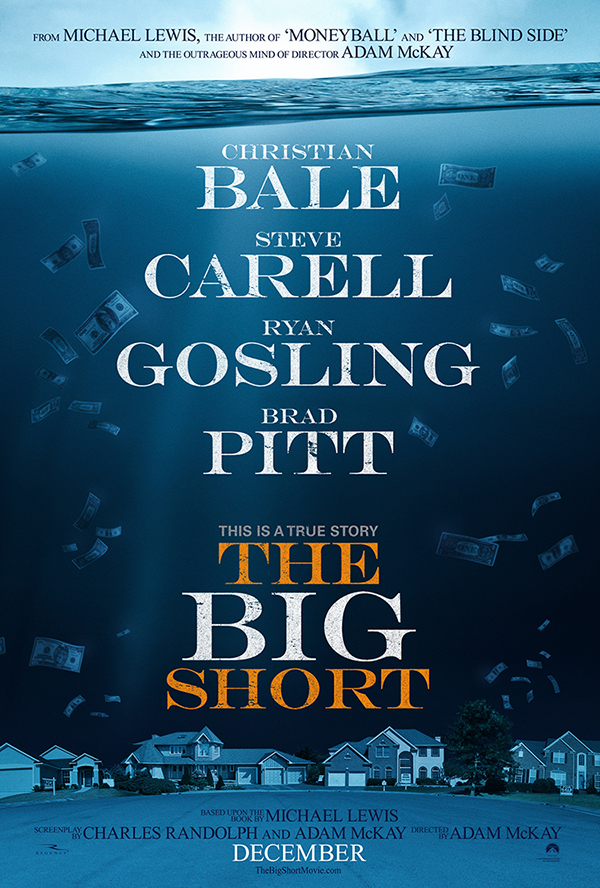 FROM MICHAEL LEWIS, THE AUTHOR OF 'MONEYBALL' AND 'THE BLIND SIDE'
AND THE OUTRAGEOUS MIND OF DIRECTOR ADAM McKAY
CHRISTIAN
BALE
STEVE
CARELL
RYAN
GOSLING
BRAD
PITT
THIS IS A TRUE STORY
THE
BIG
SHORT
BASED UPON THE BOOK BY MICHAEL LEWIS
SCREENPLAY BY CHARLES RANDOLPH AND ADAM McKAY DIRECTED BY ADAM McKAY
REGENCY
DECEMBER
TheBigShortMovie.com